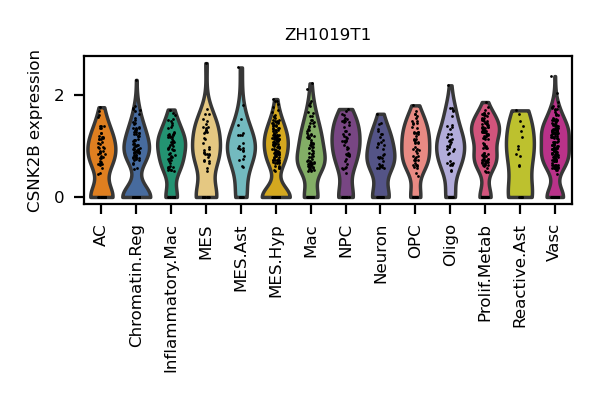 ZH1019T1
CSNK2B expression
2
0
AC
Chromatin.Reg
Inflammatory.Mac
MES
MES.Ast
MES.Hyp
Mac
NPC
Neuron
OPC
Oligo
Prolif.Metab
Reactive.Ast
Vasc